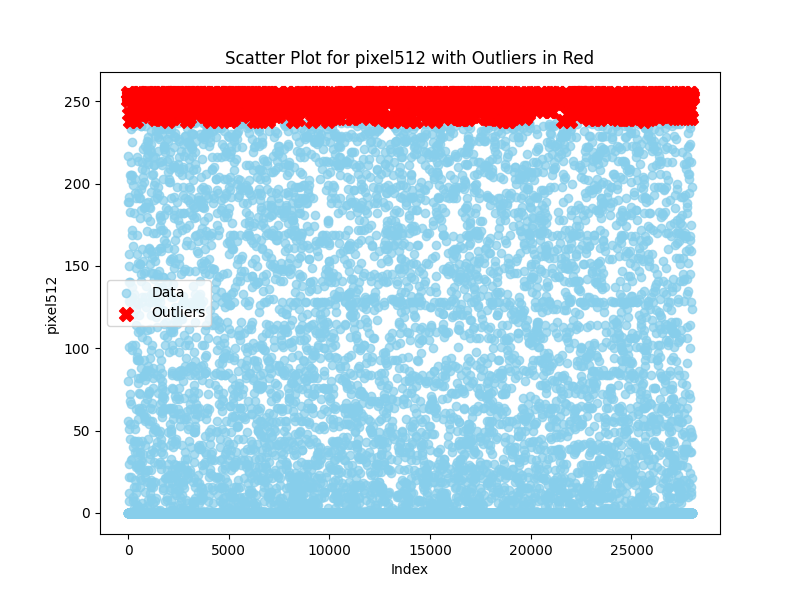 Scatter Plot for pixel512 with Outliers in Red
250
200
150
100
50
0
pixel512
Data
Outliers
0 5000 10000 15000 20000 25000
Index